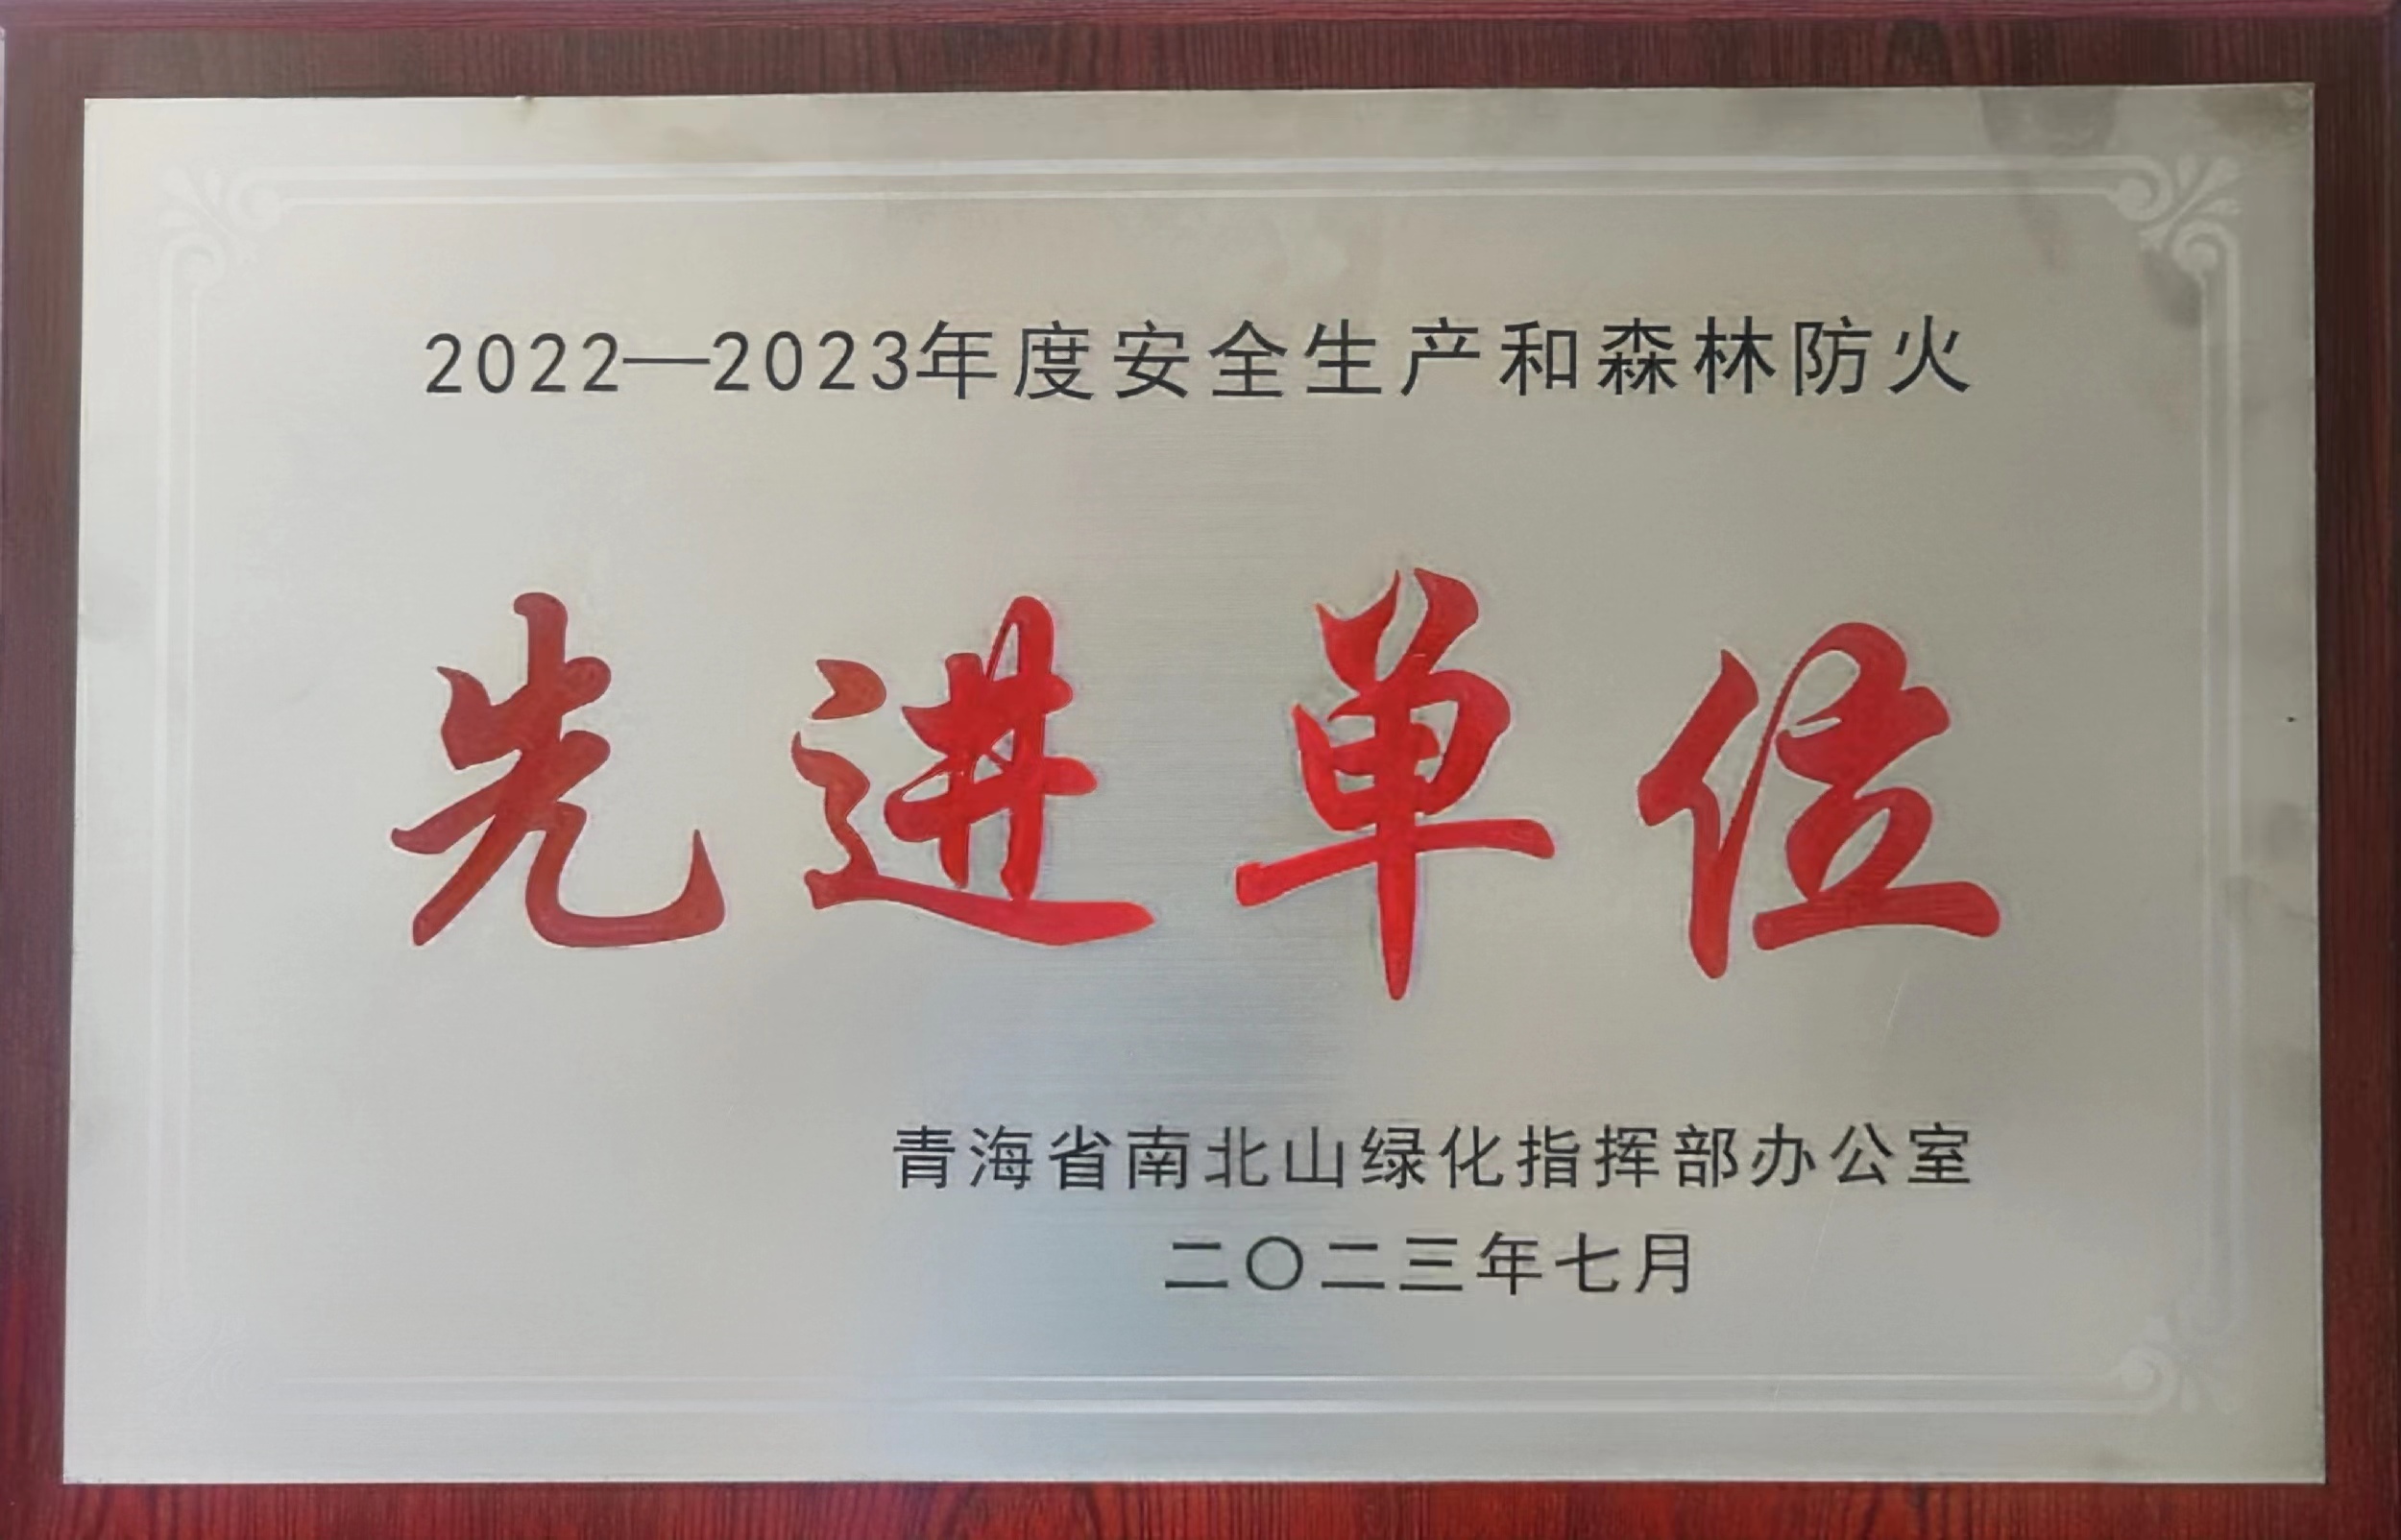 2022—2023年度安全生产和森林防火
先进单位
青海省南北山绿化指挥部办公室
二〇二三年七月